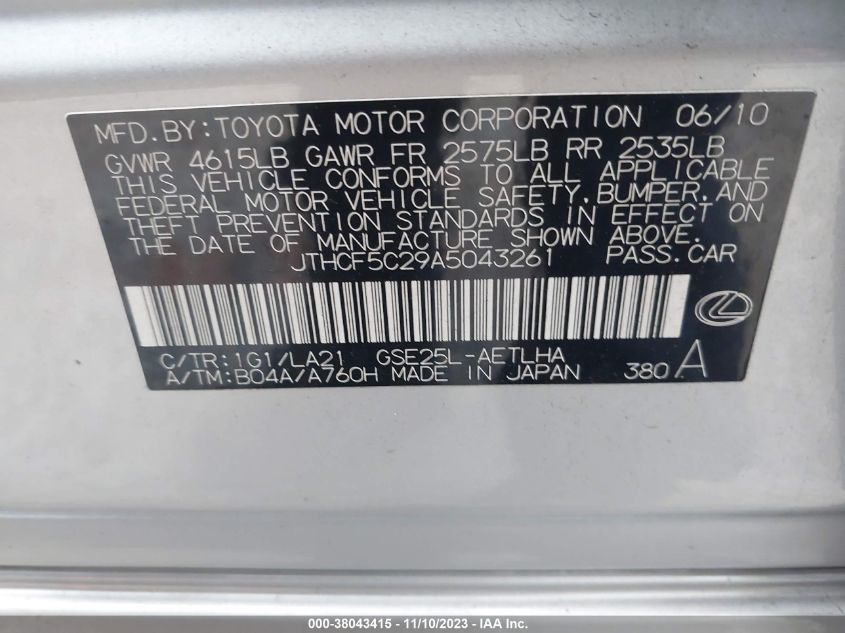 MFD.BY:TOYOTA MOTOR CORPORATION 06/10
GVWR 4615LB GAWR FR 2575LB RR 2535LB
THIS VEHICLE CONFORMS TO ALL APPLICABLE
FEDERAL MOTOR VEHICLE SAFETY,BUMPER,AND
THEFT PREVENTION STANDARDS IN EFFECT ON
THE DATE OF MANUFACTURE SHOWN ABOVE.
JTHCF5C29A5043261 PASS.CAR
C/TR:1G1/LA21 GSE25L-AETLHA
A/TM:B04A/A760H MADE IN JAPAN 380 A
000-38043415 - 11/10/2023 - IAA Inc.